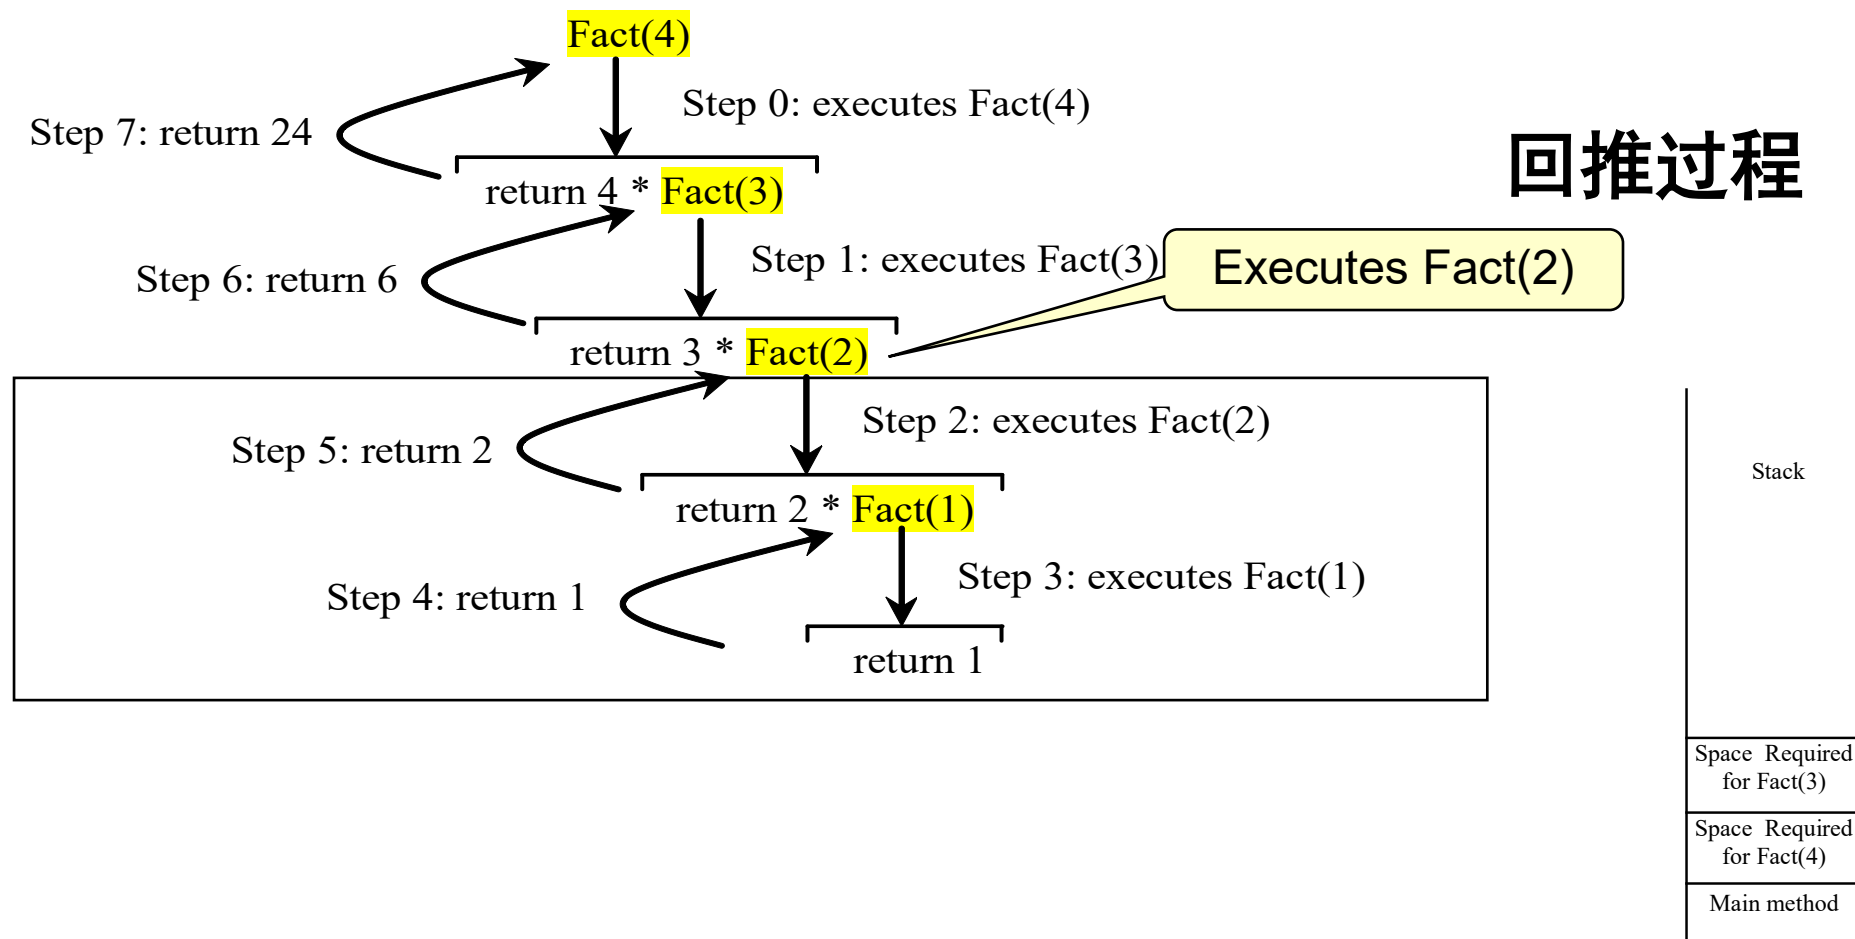 Fact(4)
Step 0: executes Fact(4)
Step 7: return 24
回推过程
return 4 * Fact(3)
Step 1: executes Fact(3)
Executes Fact(2)
Step 6: return 6
return 3 * Fact(2)
Step 2: executes Fact(2)
Step 5: return 2
Stack
return 2 * Fact(1)
Step 3: executes Fact(1)
Step 4: return 1
return 1
Space Required
for Fact(3)
Space Required
for Fact(4)
Main method